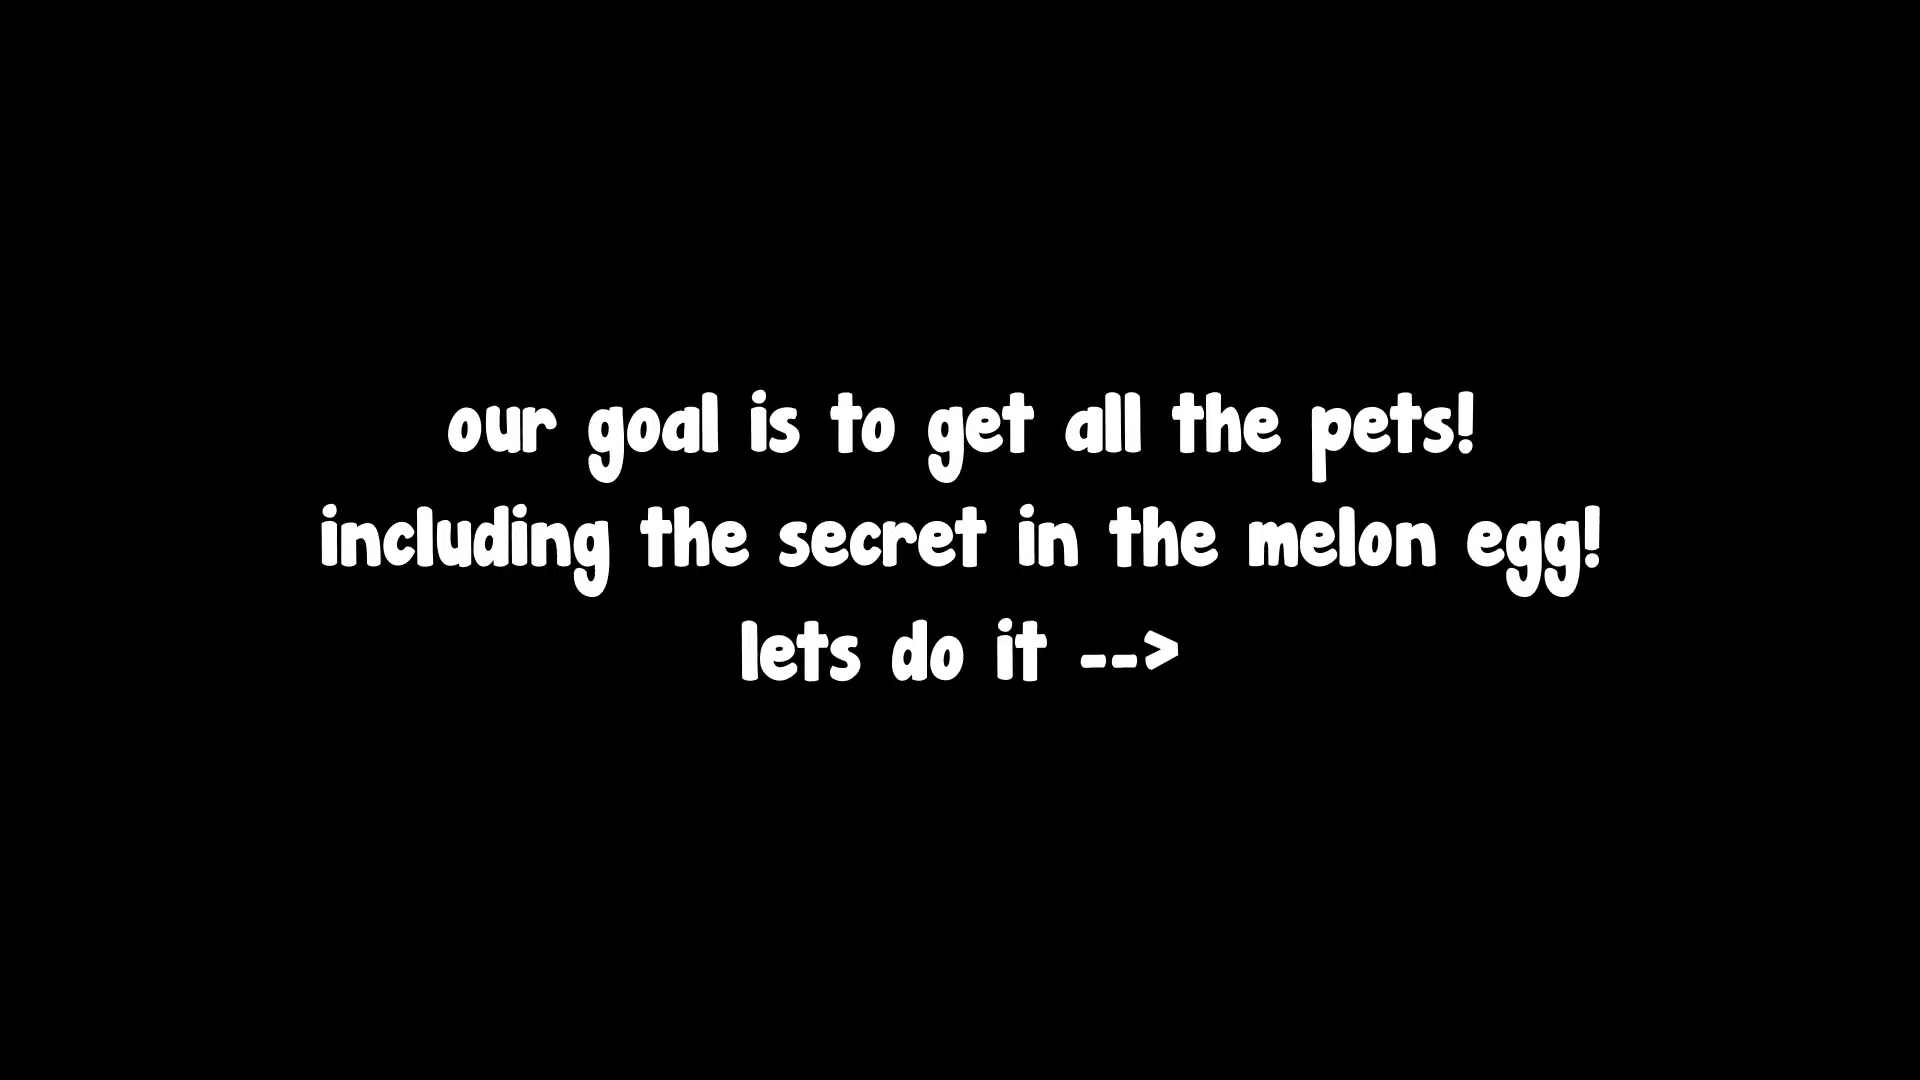 our goal is to get all the pets!
including the secret in the melon egg!
lets do it -->